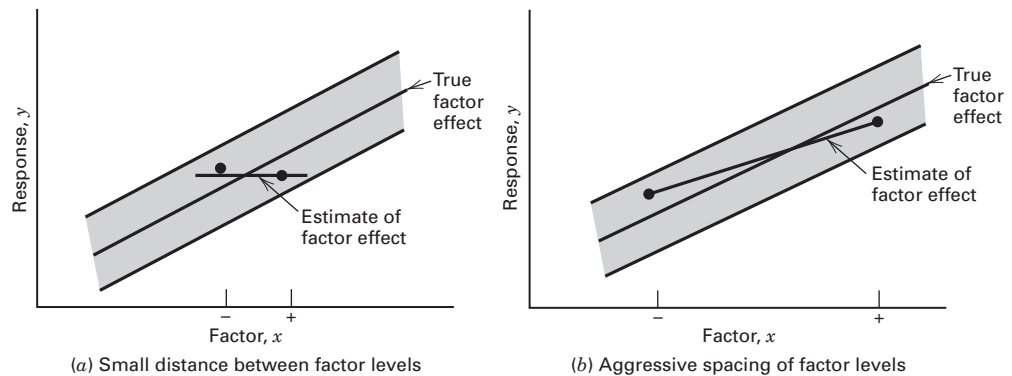 Response, y
True
factor
effect
Estimate of
factor effect
− +
Factor, x
(a) Small distance between factor levels
Response, y
True
factor
effect
Estimate of
factor effect
− +
Factor, x
(b) Aggressive spacing of factor levels